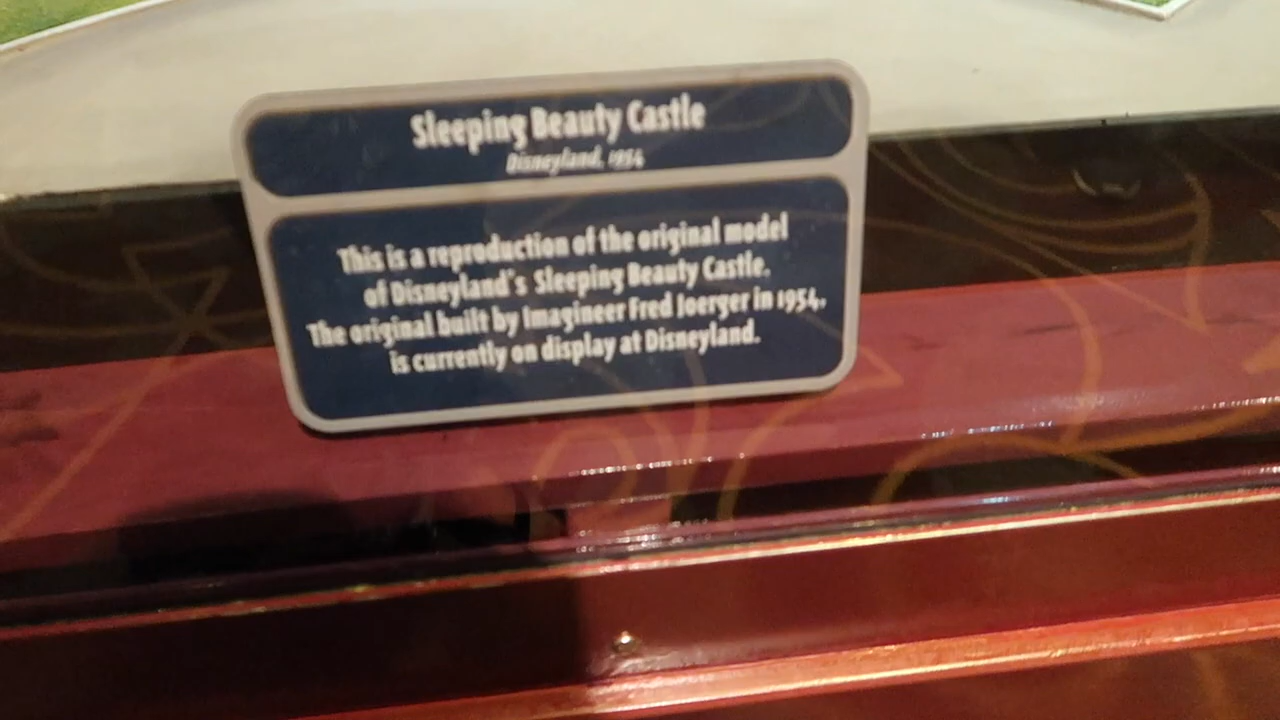 Sleeping Beauty Castle
Disneyland, 1954
This is a reproduction of the original model
of Disneyland's Sleeping Beauty Castle.
The original built by Imagineer Fred Joerger in 1954,
is currently on display at Disneyland.